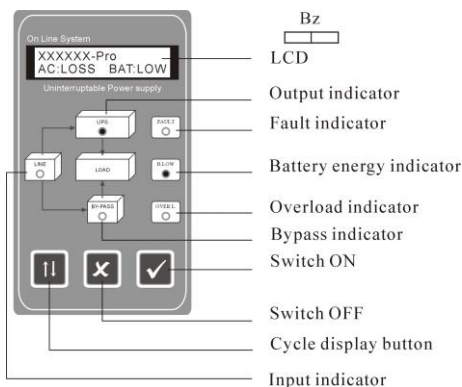 On Line System
XXXXXX-Pro
AC:LOSS BAT:LOW
Uninterruptable Power supply
UPS
FAULT
LINE
LOAD
B.LOW
BY-PASS
OVER L.
Bz
LCD
Output indicator
Fault indicator
Battery energy indicator
Overload indicator
Bypass indicator
Switch ON
Switch OFF
Cycle display button
Input indicator